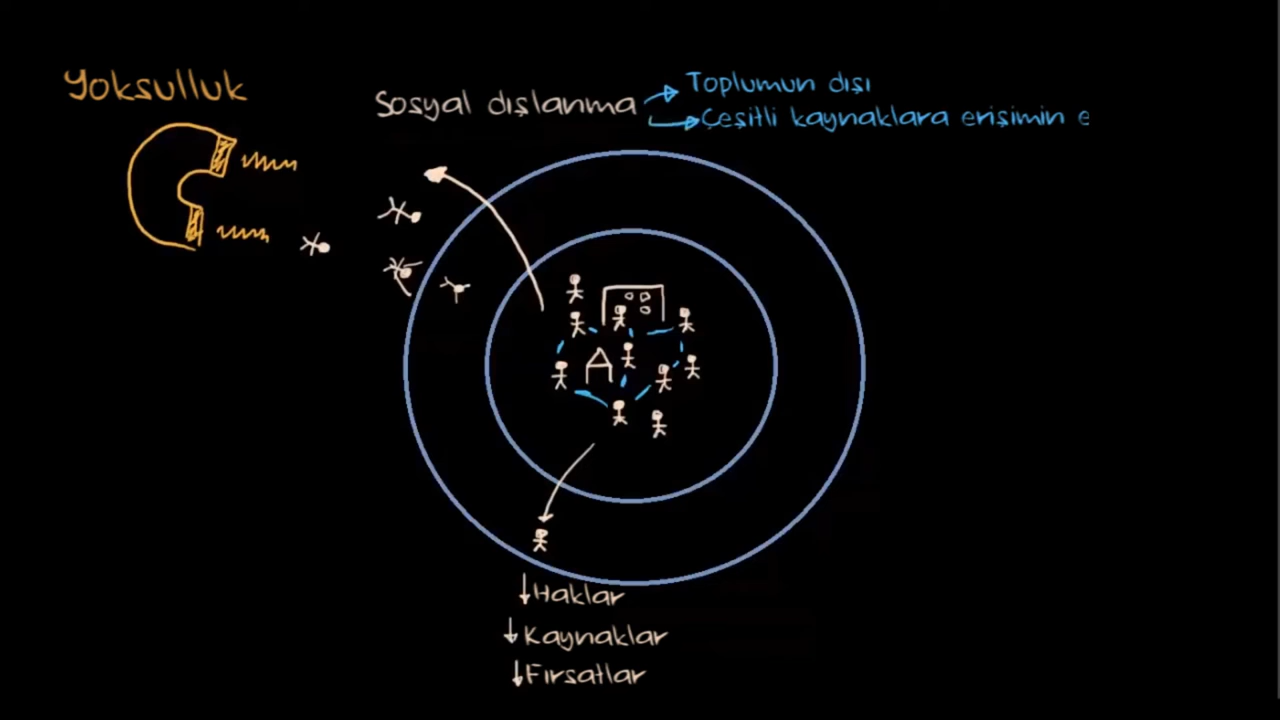 Yoksulluk
Sosyal dışlanma
Toplumun dışı
Çeşitli kaynaklara erişimin e
A
Haklar
Kaynaklar
Fırsatlar